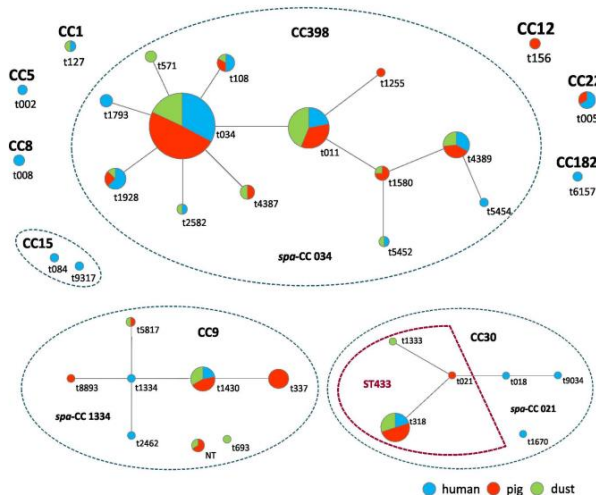 CC1
t127
CC398
CC12
t156
CC5
t002
t571
t108
t1255
CC22
t005
t1793
t034
t011
CC8
t008
t4389
CC182
t6157
t1580
t1928
t4387
t2582
t5454
t5452
CC15
t084
t9317
spa-CC 034
CC9
t5817
t8893
t1334
t1430
t337
spa-CC 1334
t2462
NT
t693
CC30
t1333
ST433
t021
t018
t9034
spa-CC 021
t318
t1670
human
pig
dust